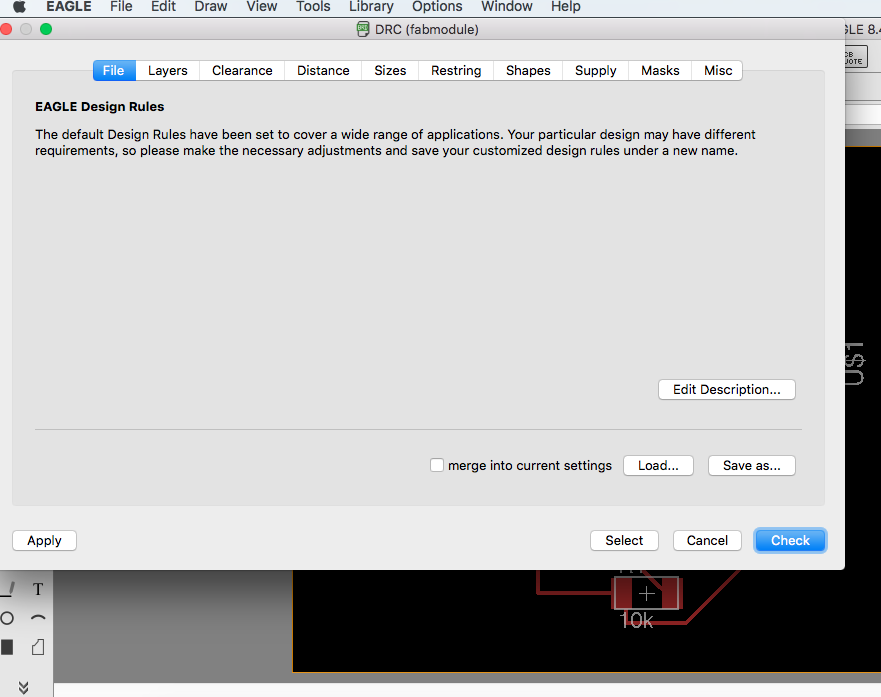 EAGLE File Edit Draw View Tools Library Options Window Help
DRC (fabmodule)
GLE 8.4
UOTE
File Layers Clearance Distance Sizes Restring Shapes Supply Masks Misc
EAGLE Design Rules
The default Design Rules have been set to cover a wide range of applications. Your particular design may have different
requirements, so please make the necessary adjustments and save your customized design rules under a new name.
U$1
Edit Description...
merge into current settings Load... Save as...
Apply Select Cancel Check
T
10k